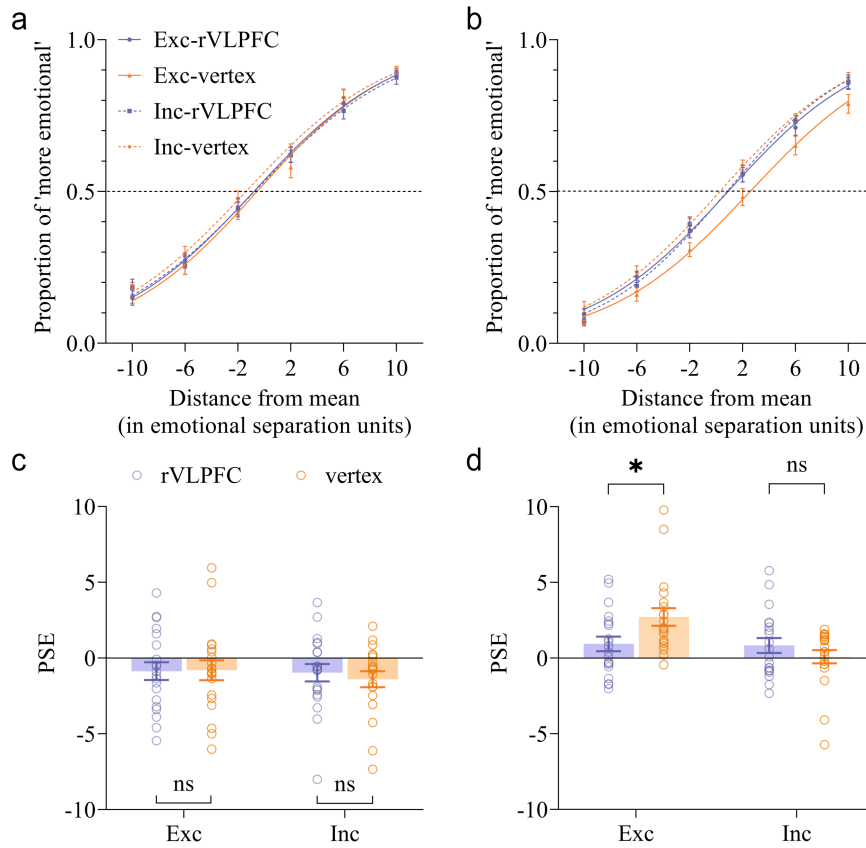 a
1.0
0.5
0.0
Proportion of 'more emotional'
Exc-rVLPFC
Exc-vertex
Inc-rVLPFC
Inc-vertex
-10 -6 -2 2 6 10
Distance from mean
(in emotional separation units)
b
1.0
0.5
0.0
Proportion of 'more emotional'
-10 -6 -2 2 6 10
Distance from mean
(in emotional separation units)
c
rVLPFC vertex
10
5
0
-5
-10
PSE
ns ns
Exc Inc
d
10
5
0
-5
-10
PSE
* ns
Exc Inc